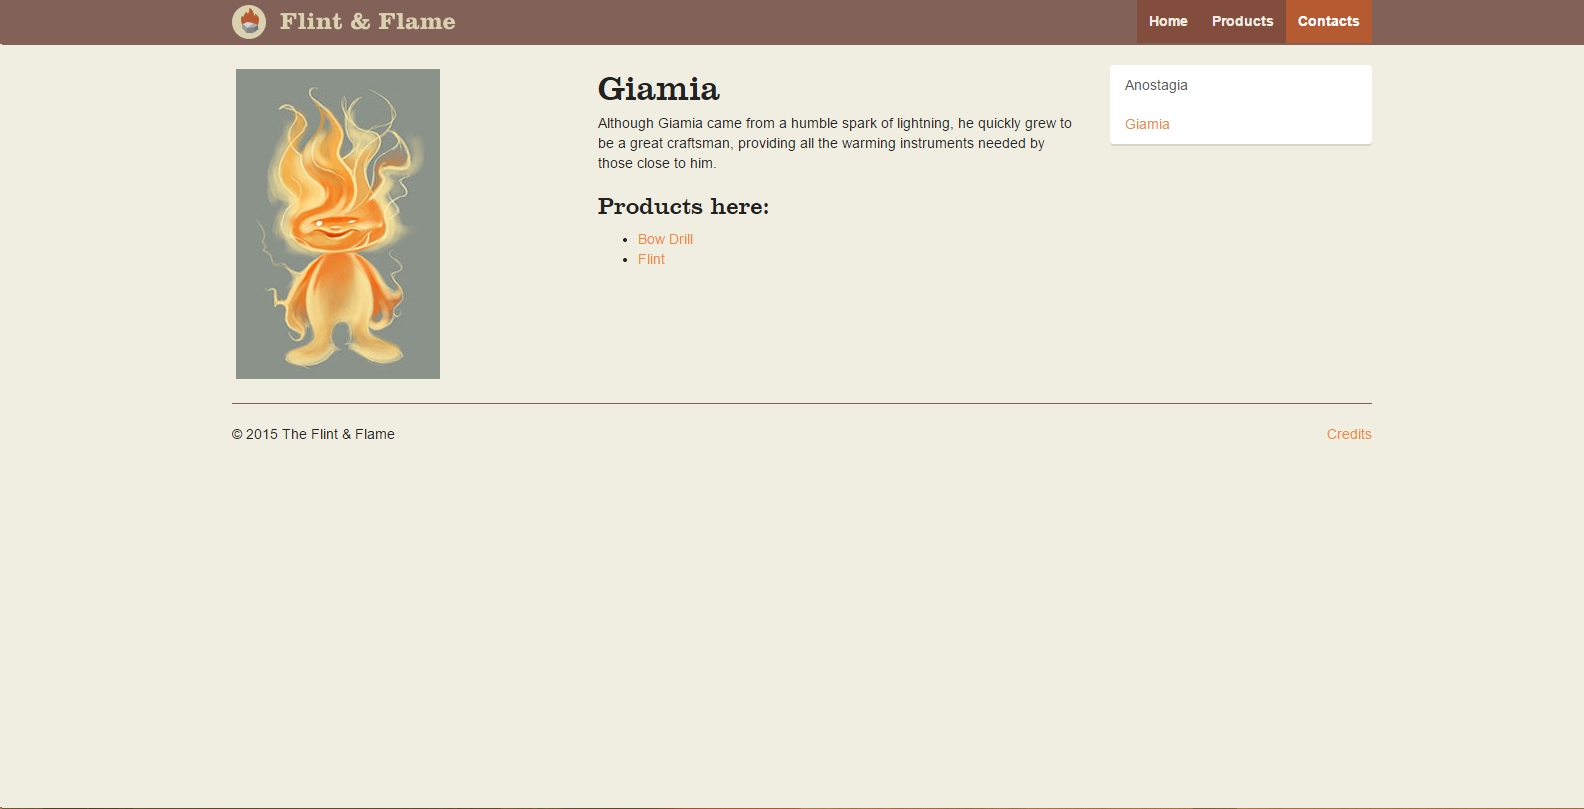 Flint & Flame
Home Products Contacts
Giamia
Although Giamia came from a humble spark of lightning, he quickly grew to
be a great craftsman, providing all the warming instruments needed by
those close to him.
Products here:
Bow Drill
Flint
Anostagia
Giamia
© 2015 The Flint & Flame
Credits